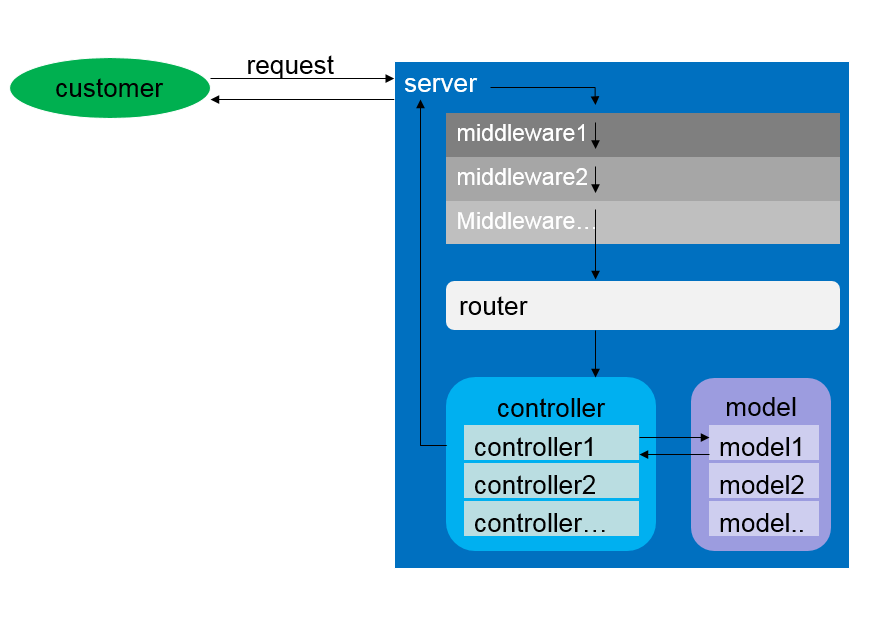 request
customer
server
middleware1
middleware2
Middleware...
router
controller
controller1
controller2
controller...
model
model1
model2
model..